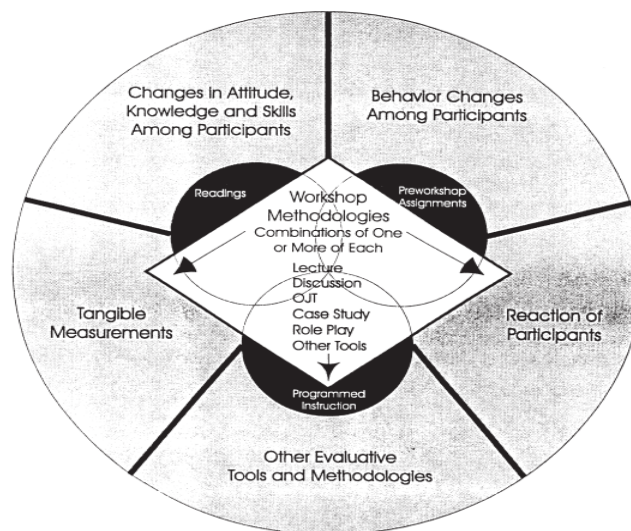 Changes in Attitude,
Knowledge and Skills
Among Participants
Behavior Changes
Among Participants
Readings
Preworkshop
Assignments
Workshop
Methodologies
Combinations of One
or More of Each
Lecture
Discussion
OJT
Case Study
Role Play
Other Tools
Tangible
Measurements
Reaction of
Participants
Programmed
Instruction
Other Evaluative
Tools and Methodologies